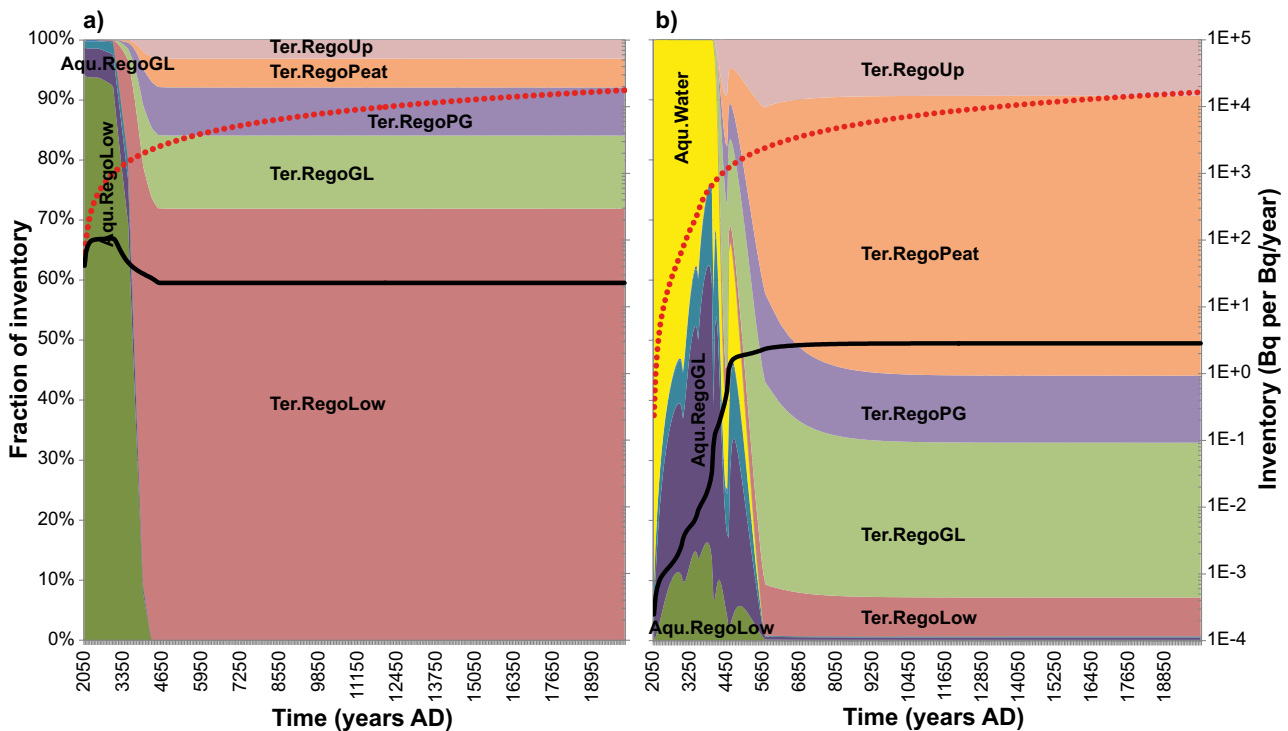 a)
b)
100%
90%
80%
70%
60%
50%
40%
30%
20%
10%
0%
Fraction of inventory
Aqu.RegoGL
Aqu.RegoLow
Ter.RegoUp
Ter.RegoPeat
Ter.RegoPG
Ter.RegoGL
Ter.RegoLow
2050
3350
4650
5950
7250
8550
9850
11150
12450
13750
15050
16350
17650
18950
Time (years AD)
Aqu.Water
Aqu.RegoGL
Aqu.RegoLow
Ter.RegoUp
Ter.RegoPeat
Ter.RegoPG
Ter.RegoGL
Ter.RegoLow
1E+5
1E+4
1E+3
1E+2
1E+1
1E+0
1E-1
1E-2
1E-3
1E-4
Inventory (Bq per Bq/year)
2050
3250
4450
5650
6850
8050
9250
10450
11650
12850
14050
15250
16450
17650
18850
Time (years AD)